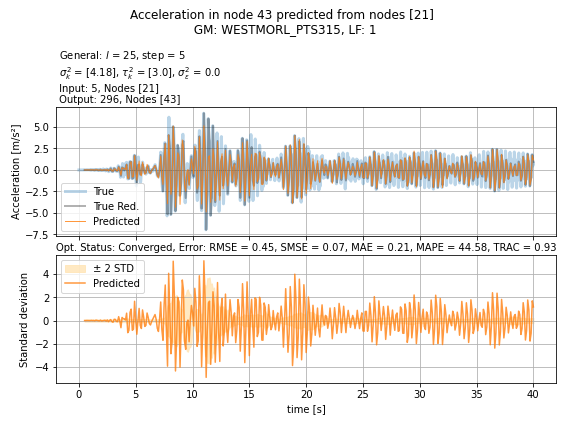 Acceleration in node 43 predicted from nodes [21]
GM: WESTMORL_PTS315, LF: 1
General: l = 25, step = 5
σ²ₖ = [4.18], τ²ₖ = [3.0], σ²ε = 0.0
Input: 5, Nodes [21]
Output: 296, Nodes [43]
Acceleration [m/s²]
5.0
2.5
0.0
−2.5
−5.0
−7.5
True
True Red.
Predicted
Opt. Status: Converged, Error: RMSE = 0.45, SMSE = 0.07, MAE = 0.21, MAPE = 44.58, TRAC = 0.93
Standard deviation
4
2
0
−2
−4
± 2 STD
Predicted
0 5 10 15 20 25 30 35 40
time [s]